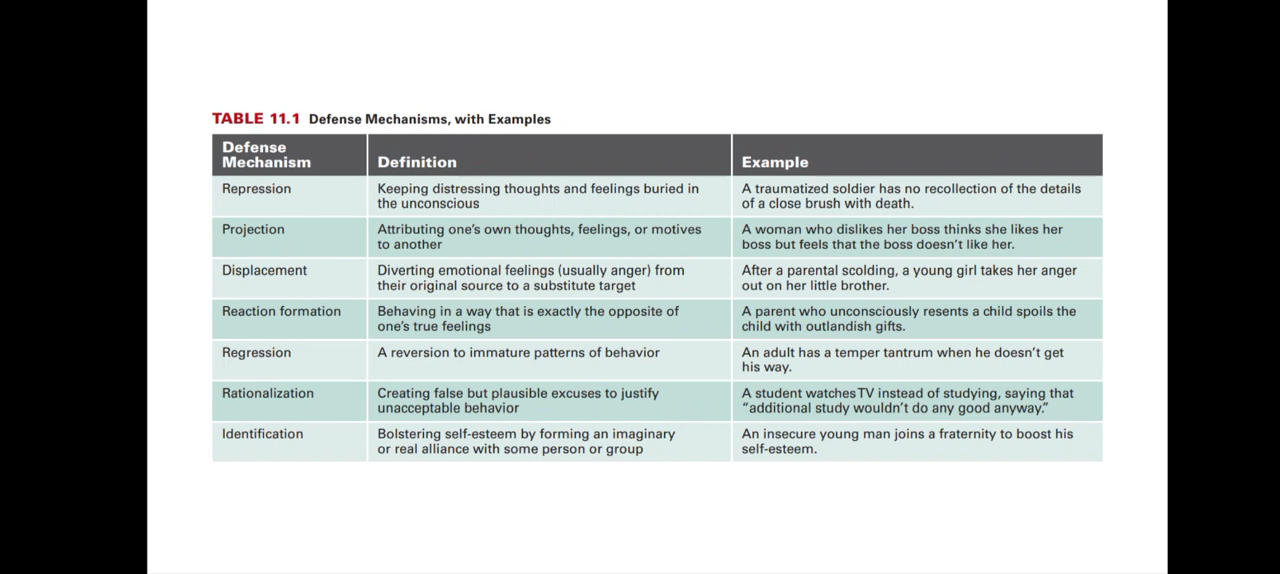 TABLE 11.1 Defense Mechanisms, with Examples
Defense
Mechanism
Definition
Example
Repression
Keeping distressing thoughts and feelings buried in
the unconscious
A traumatized soldier has no recollection of the details
of a close brush with death.
Projection
Attributing one's own thoughts, feelings, or motives
to another
A woman who dislikes her boss thinks she likes her
boss but feels that the boss doesn't like her.
Displacement
Diverting emotional feelings (usually anger) from
their original source to a substitute target
After a parental scolding, a young girl takes her anger
out on her little brother.
Reaction formation
Behaving in a way that is exactly the opposite of
one's true feelings
A parent who unconsciously resents a child spoils the
child with outlandish gifts.
Regression
A reversion to immature patterns of behavior
An adult has a temper tantrum when he doesn't get
his way.
Rationalization
Creating false but plausible excuses to justify
unacceptable behavior
A student watches TV instead of studying, saying that
"additional study wouldn't do any good anyway."
Identification
Bolstering self-esteem by forming an imaginary
or real alliance with some person or group
An insecure young man joins a fraternity to boost his
self-esteem.